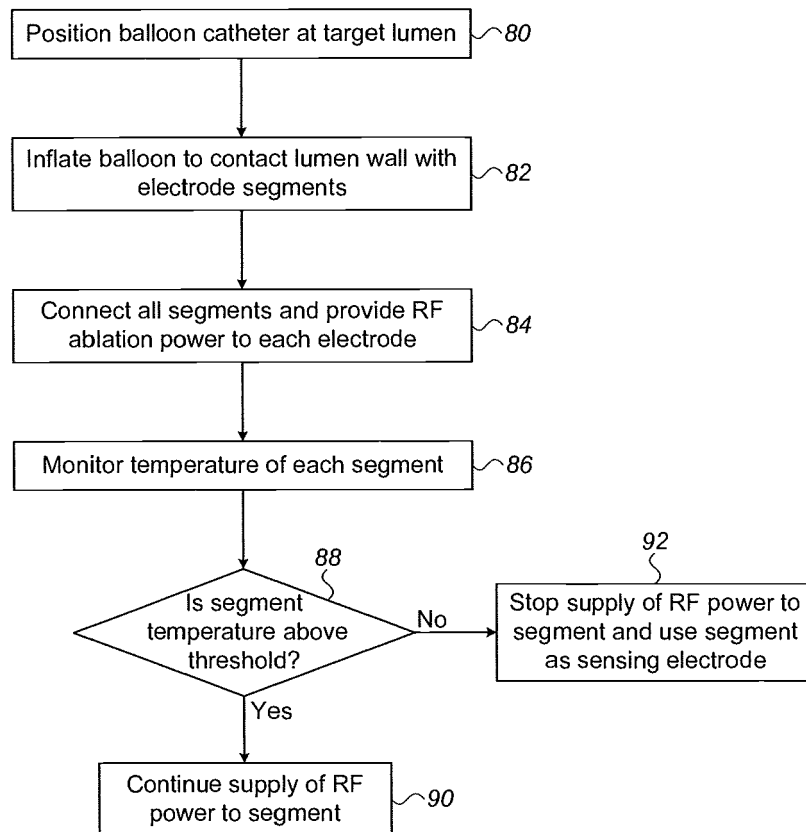 Position balloon catheter at target lumen
80
Inflate balloon to contact lumen wall with
electrode segments
82
Connect all segments and provide RF
ablation power to each electrode
84
Monitor temperature of each segment
86
88
Is segment
temperature above
threshold?
No
92
Stop supply of RF power to
segment and use segment
as sensing electrode
Yes
Continue supply of RF
power to segment
90